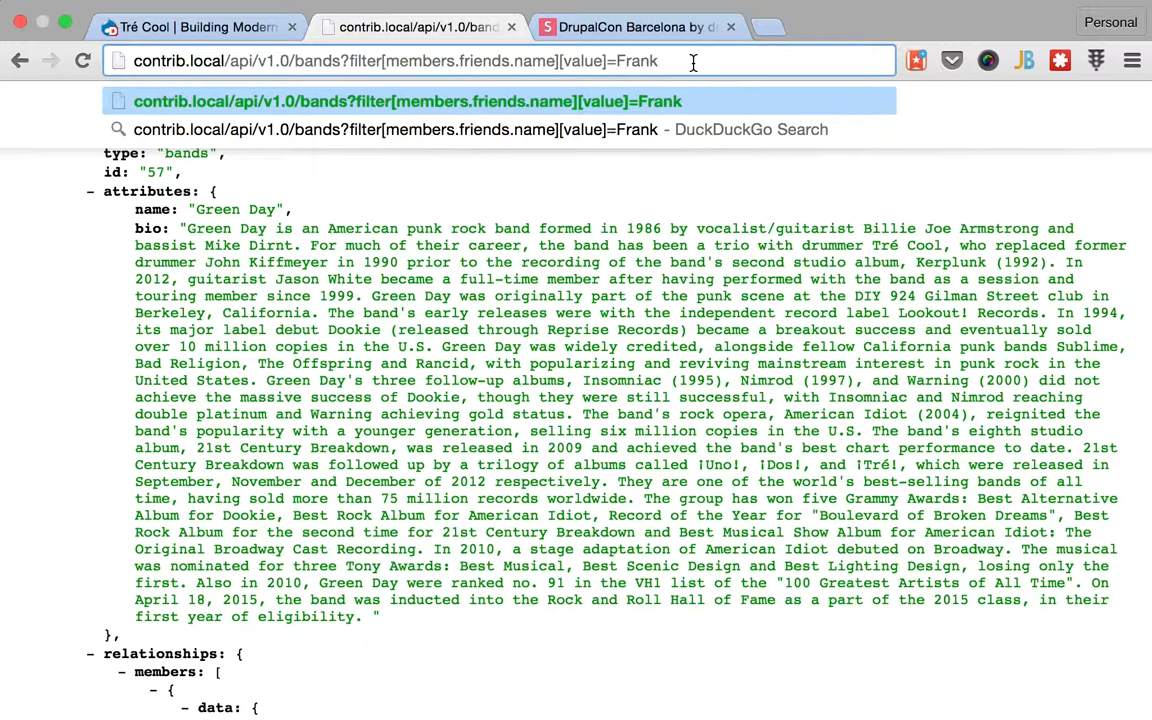 Tré Cool | Building Modern
contrib.local/api/v1.0/band
DrupalCon Barcelona by d
Personal
contrib.local/api/v1.0/bands?filter[members.friends.name][value]=Frank
JB
contrib.local/api/v1.0/bands?filter[members.friends.name][value]=Frank
contrib.local/api/v1.0/bands?filter[members.friends.name][value]=Frank - DuckDuckGo Search
type: "bands",
id: "57",
- attributes: {
name: "Green Day",
bio: "Green Day is an American punk rock band formed in 1986 by vocalist/guitarist Billie Joe Armstrong and
bassist Mike Dirnt. For much of their career, the band has been a trio with drummer Tré Cool, who replaced former
drummer John Kiffmeyer in 1990 prior to the recording of the band's second studio album, Kerplunk (1992). In
2012, guitarist Jason White became a full-time member after having performed with the band as a session and
touring member since 1999. Green Day was originally part of the punk scene at the DIY 924 Gilman Street club in
Berkeley, California. The band's early releases were with the independent record label Lookout! Records. In 1994,
its major label debut Dookie (released through Reprise Records) became a breakout success and eventually sold
over 10 million copies in the U.S. Green Day was widely credited, alongside fellow California punk bands Sublime,
Bad Religion, The Offspring and Rancid, with popularizing and reviving mainstream interest in punk rock in the
United States. Green Day's three follow-up albums, Insomniac (1995), Nimrod (1997), and Warning (2000) did not
achieve the massive success of Dookie, though they were still successful, with Insomniac and Nimrod reaching
double platinum and Warning achieving gold status. The band's rock opera, American Idiot (2004), reignited the
band's popularity with a younger generation, selling six million copies in the U.S. The band's eighth studio
album, 21st Century Breakdown, was released in 2009 and achieved the band's best chart performance to date. 21st
Century Breakdown was followed up by a trilogy of albums called ¡Uno!, ¡Dos!, and ¡Tré!, which were released in
September, November and December of 2012 respectively. They are one of the world's best-selling bands of all
time, having sold more than 75 million records worldwide. The group has won five Grammy Awards: Best Alternative
Album for Dookie, Best Rock Album for American Idiot, Record of the Year for "Boulevard of Broken Dreams", Best
Rock Album for the second time for 21st Century Breakdown and Best Musical Show Album for American Idiot: The
Original Broadway Cast Recording. In 2010, a stage adaptation of American Idiot debuted on Broadway. The musical
was nominated for three Tony Awards: Best Musical, Best Scenic Design and Best Lighting Design, losing only the
first. Also in 2010, Green Day were ranked no. 91 in the VH1 list of the "100 Greatest Artists of All Time". On
April 18, 2015, the band was inducted into the Rock and Roll Hall of Fame as a part of the 2015 class, in their
first year of eligibility. "
},
- relationships: {
- members: [
- {
- data: {